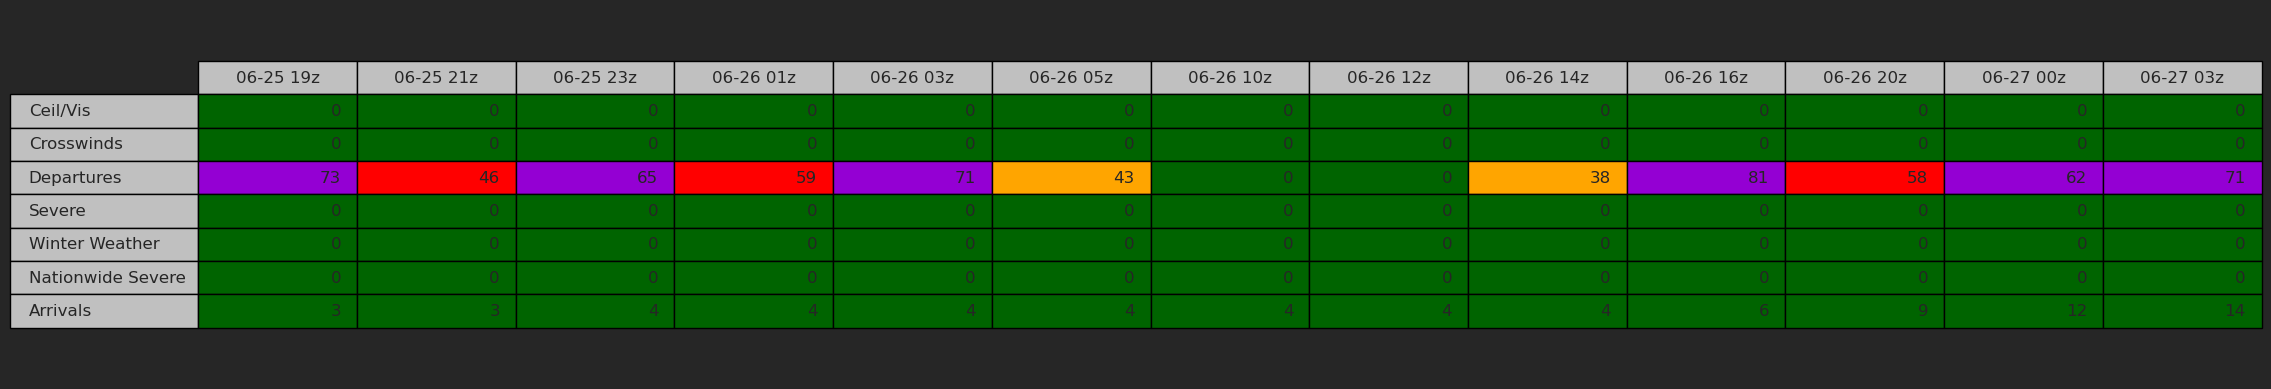 06-25 19z 06-25 21z 06-25 23z 06-26 01z 06-26 03z 06-26 05z 06-26 10z 06-26 12z 06-26 14z 06-26 16z 06-26 20z 06-27 00z 06-27 03z
Ceil/Vis 0 0 0 0 0 0 0 0 0 0 0 0 0
Crosswinds 0 0 0 0 0 0 0 0 0 0 0 0 0
Departures 73 46 65 59 71 43 0 0 38 81 58 62 71
Severe 0 0 0 0 0 0 0 0 0 0 0 0 0
Winter Weather 0 0 0 0 0 0 0 0 0 0 0 0 0
Nationwide Severe 0 0 0 0 0 0 0 0 0 0 0 0 0
Arrivals 3 3 4 4 4 4 4 4 4 6 9 12 14